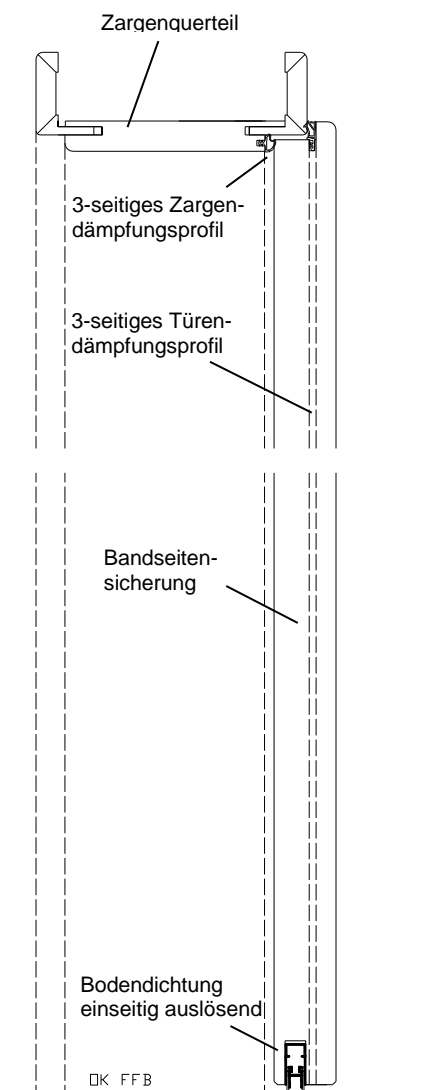 Zargenquerteil
3-seitiges Zargen-
dämpfungsprofil
3-seitiges Türen-
dämpfungsprofil
Bandseiten-
sicherung
Bodendichtung
einseitig auslösend
OK FFB